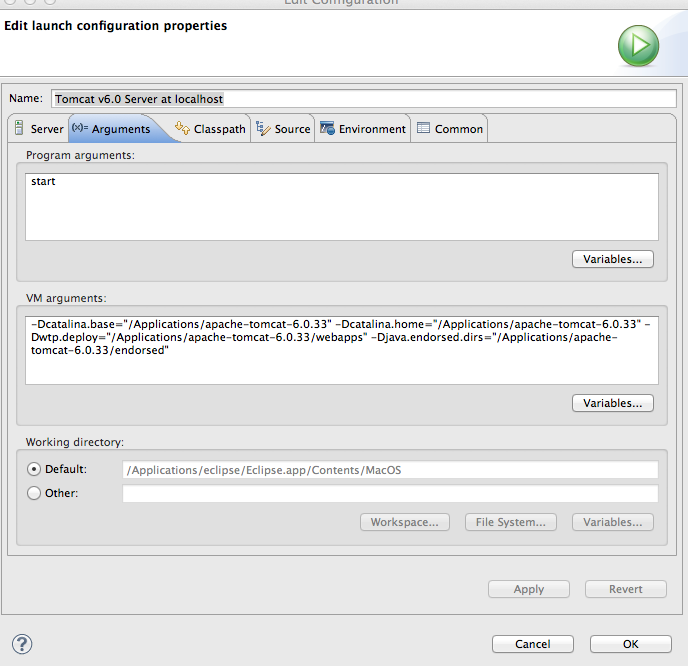 Edit Configuration
Edit launch configuration properties
Name: Tomcat v6.0 Server at localhost
Server (x)= Arguments Classpath Source Environment Common
Program arguments:
start
Variables...
VM arguments:
-Dcatalina.base="/Applications/apache-tomcat-6.0.33" -Dcatalina.home="/Applications/apache-tomcat-6.0.33" -
Dwtp.deploy="/Applications/apache-tomcat-6.0.33/webapps" -Djava.endorsed.dirs="/Applications/apache-
tomcat-6.0.33/endorsed"
Variables...
Working directory:
Default: /Applications/eclipse/Eclipse.app/Contents/MacOS
Other:
Workspace... File System... Variables...
Apply Revert
? Cancel OK